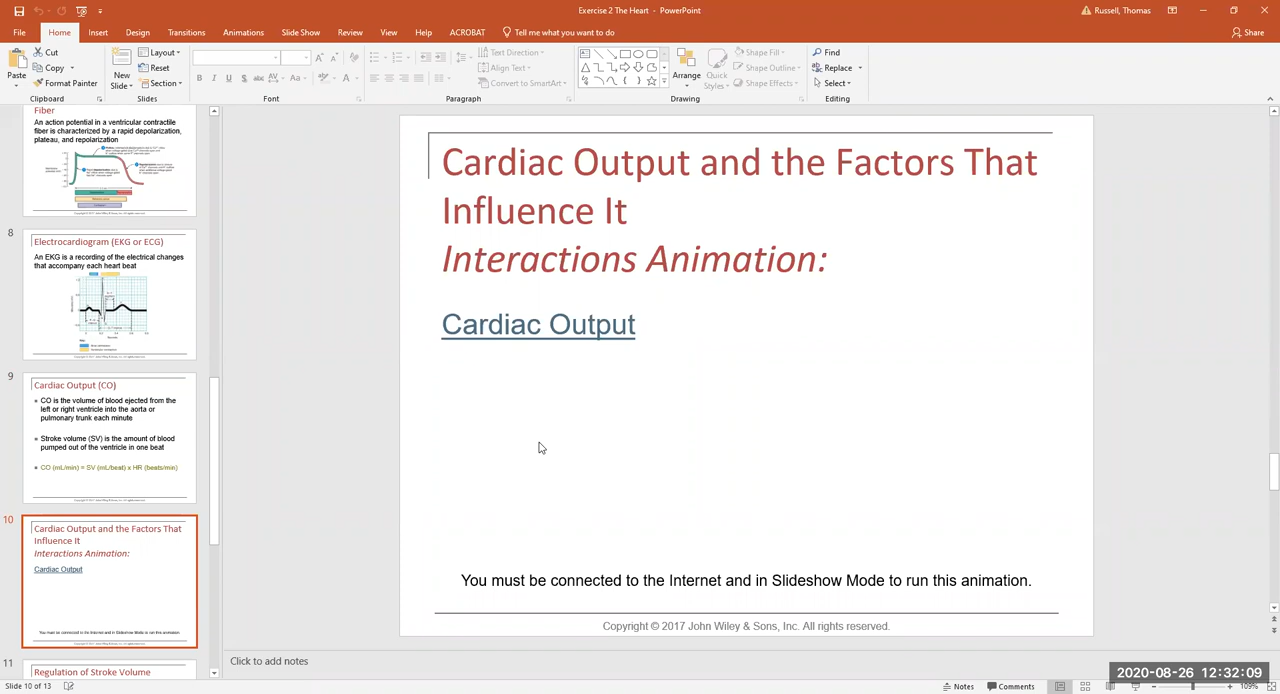 Exercise 2 The Heart - PowerPoint
Russell, Thomas
File Home Insert Design Transitions Animations Slide Show Review View Help ACROBAT Tell me what you want to do
Share
Paste
Cut
Copy
Format Painter
Clipboard
New
Slide
Layout
Reset
Section
Slides
B I U S abc AV Aa A
Font
Text Direction
Align Text
Convert to SmartArt
Paragraph
Arrange
Quick
Styles
Shape Fill
Shape Outline
Shape Effects
Drawing
Find
Replace
Select
Editing
Fiber
An action potential in a ventricular contractile
fiber is characterized by a rapid depolarization,
plateau, and repolarization
8
Electrocardiogram (EKG or ECG)
An EKG is a recording of the electrical changes
that accompany each heart beat
9
Cardiac Output (CO)
CO is the volume of blood ejected from the
left or right ventricle into the aorta or
pulmonary trunk each minute
Stroke volume (SV) is the amount of blood
pumped out of the ventricle in one beat
CO (mL/min) = SV (mL/beat) x HR (beats/min)
10
Cardiac Output and the Factors That
Influence It
Interactions Animation:
Cardiac Output
You must be connected to the Internet and in Slideshow Mode to run this animation.
11
Regulation of Stroke Volume
Cardiac Output and the Factors That
Influence It
Interactions Animation:
Cardiac Output
You must be connected to the Internet and in Slideshow Mode to run this animation.
Copyright © 2017 John Wiley & Sons, Inc. All rights reserved.
Click to add notes
2020-08-26 12:32:09
Slide 10 of 13
Notes
Comments
109%